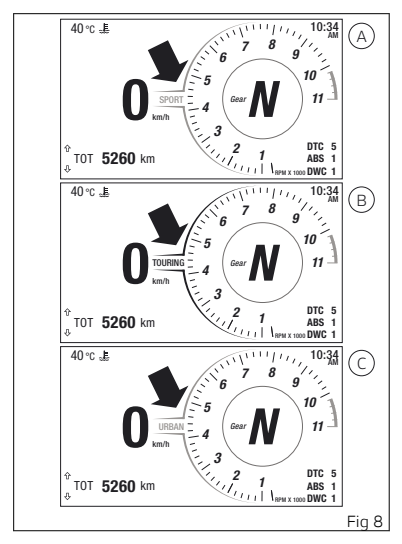 40 °C
10:34
AM
A
6 7 8 9
5 10
0 SPORT 4 Gear N 11
km/h
3
2 1
RPM X 1000
DTC 5
ABS 1
DWC 1
TOT 5260 km
40 °C
10:34
AM
B
6 7 8 9
5 10
0 TOURING 4 Gear N 11
km/h
3
2 1
RPM X 1000
DTC 5
ABS 1
DWC 1
TOT 5260 km
40 °C
10:34
AM
C
6 7 8 9
5 10
0 URBAN 4 Gear N 11
km/h
3
2 1
RPM X 1000
DTC 5
ABS 1
DWC 1
TOT 5260 km
Fig 8